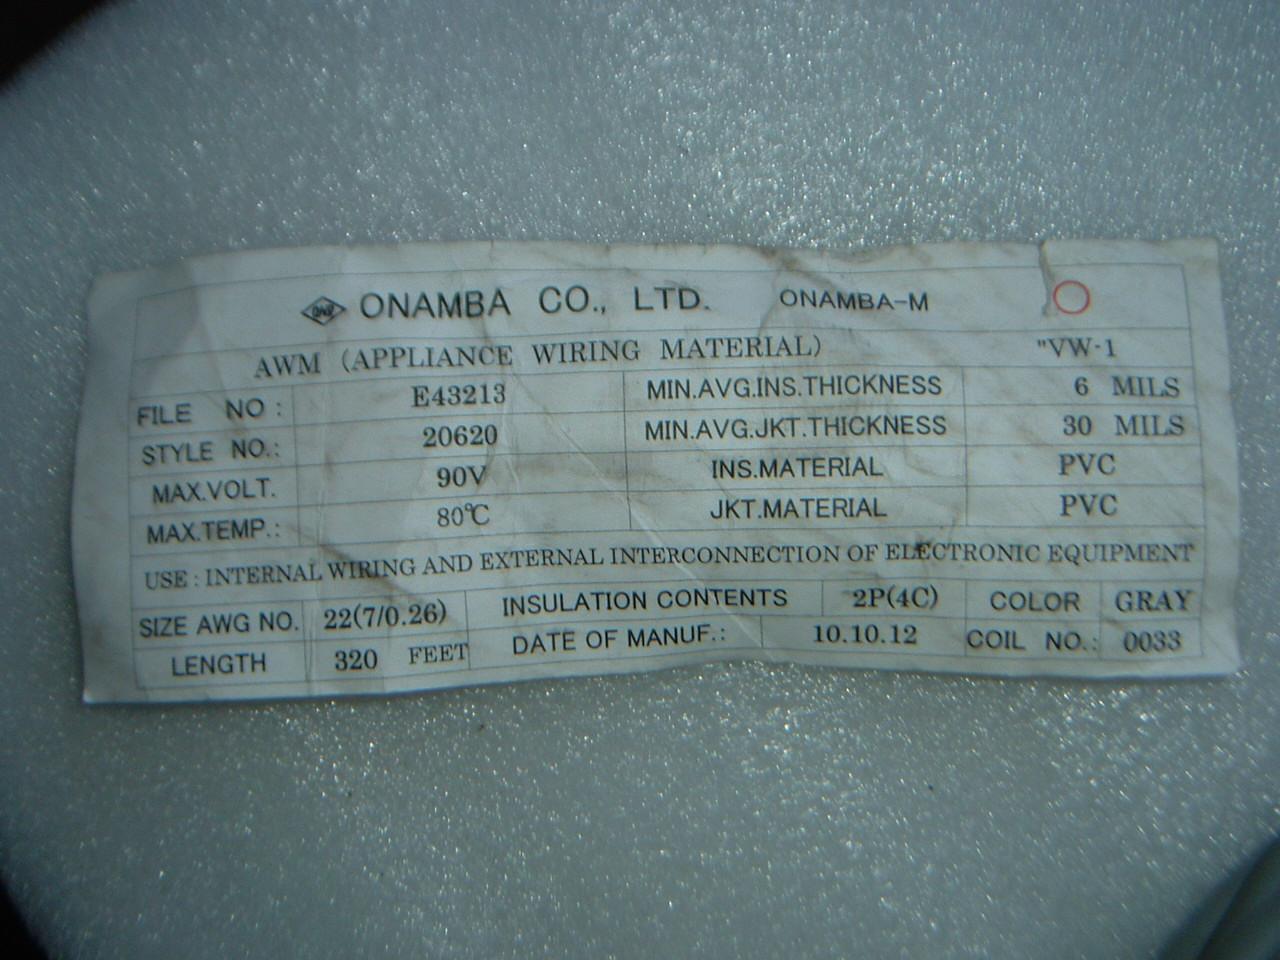 ONB ONAMBA CO., LTD. ONAMBA-M
AWM (APPLIANCE WIRING MATERIAL) "VW-1
FILE NO : E43213 MIN.AVG.INS.THICKNESS 6 MILS
STYLE NO.: 20620 MIN.AVG.JKT.THICKNESS 30 MILS
MAX.VOLT. 90V INS.MATERIAL PVC
MAX.TEMP.: 80℃ JKT.MATERIAL PVC
USE : INTERNAL WIRING AND EXTERNAL INTERCONNECTION OF ELECTRONIC EQUIPMENT
SIZE AWG NO. 22(7/0.26) INSULATION CONTENTS 2P(4C) COLOR GRAY
LENGTH 320 FEET DATE OF MANUF.: 10.10.12 COIL NO.: 0033